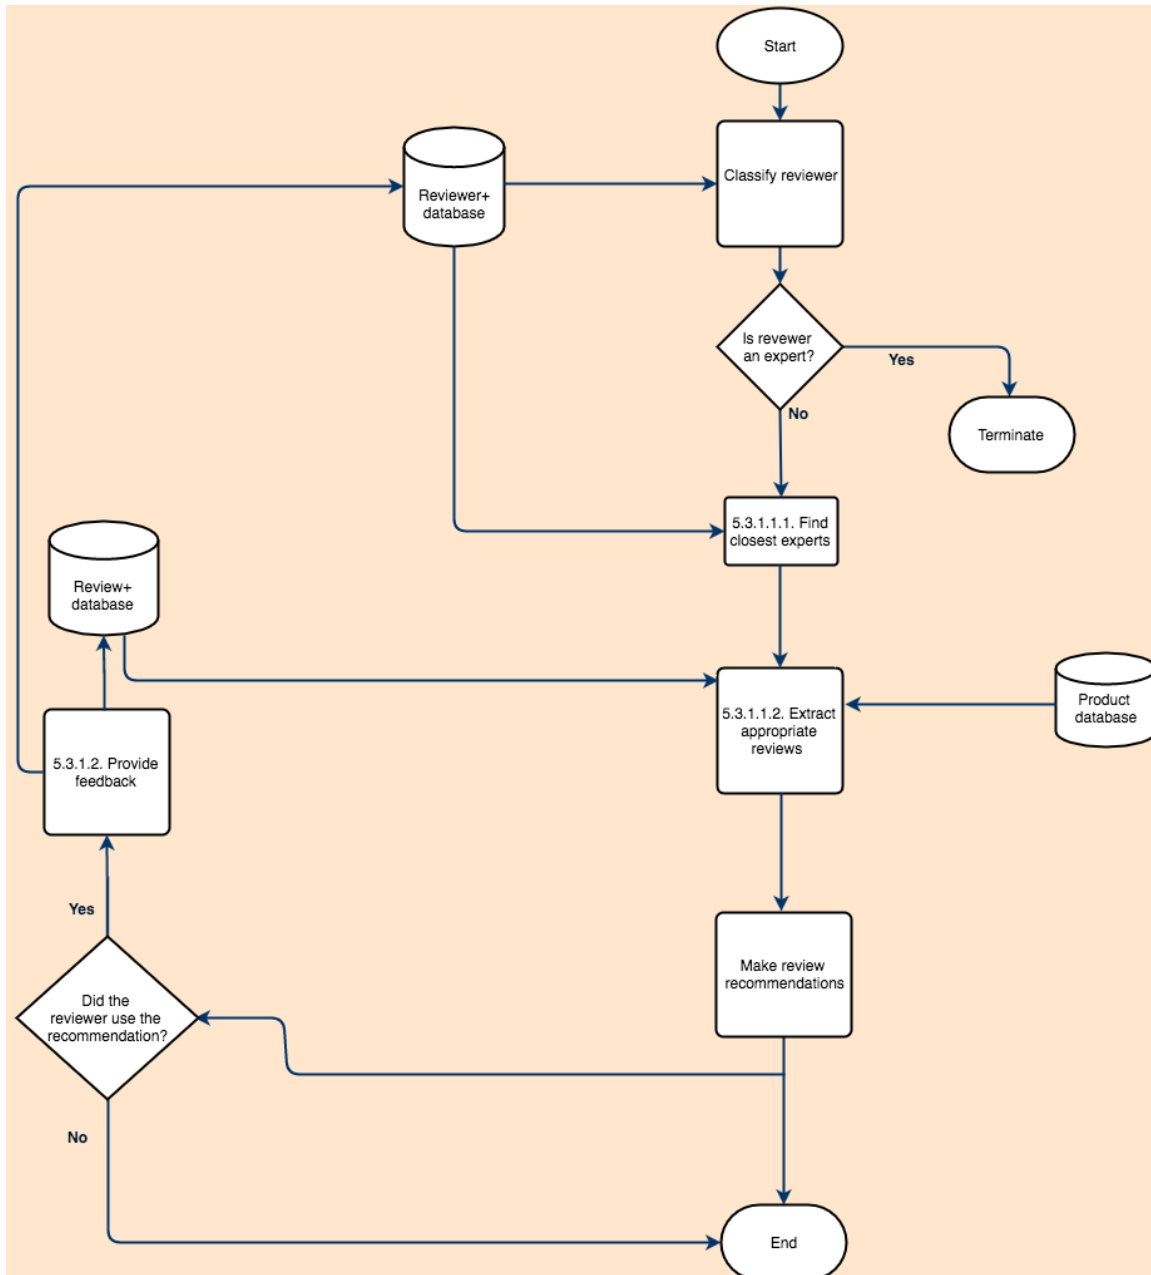 Start
Classify reviewer
Reviewer+
database
Is revewer
an expert?
Yes
No
Terminate
5.3.1.1.1. Find
closest experts
Review+
database
5.3.1.1.2. Extract
appropriate
reviews
Product
database
5.3.1.2. Provide
feedback
Yes
Make review
recommendations
Did the
reviewer use the
recommendation?
No
End